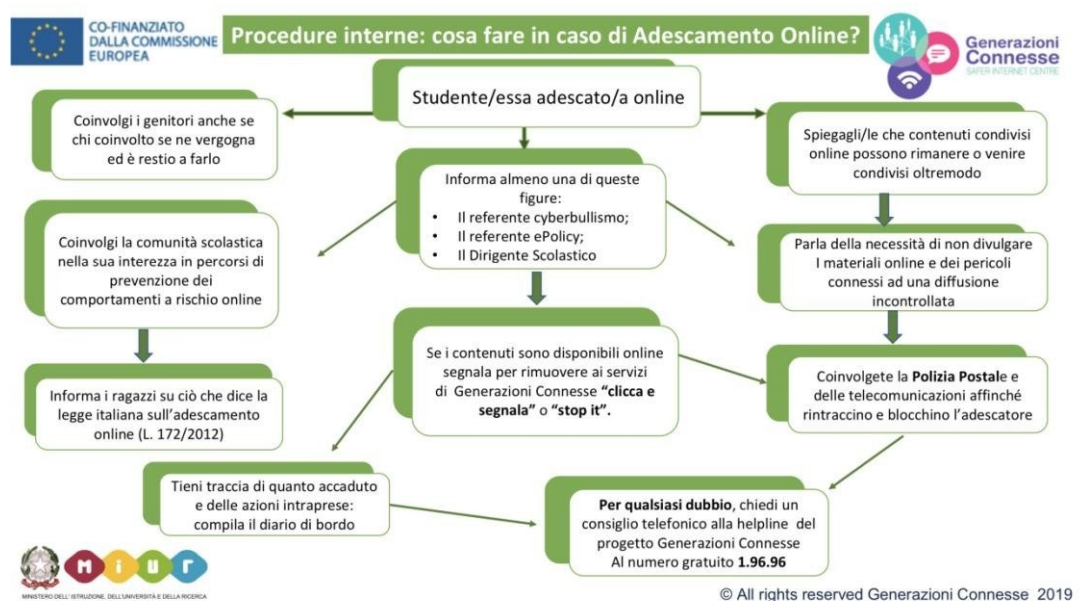 CO-FINANZIATO
DALLA COMMISSIONE
EUROPEA
Procedure interne: cosa fare in caso di Adescamento Online?
Generazioni
Connesse
SAFER INTERNET CENTRE
Studente/essa adescato/a online
Coinvolgi i genitori anche se
chi coinvolto se ne vergogna
ed è restio a farlo
Spiegagli/le che contenuti condivisi
online possono rimanere o venire
condivisi oltremodo
Informa almeno una di queste
figure:
• Il referente cyberbullismo;
• Il referente ePolicy;
• Il Dirigente Scolastico
Coinvolgi la comunità scolastica
nella sua interezza in percorsi di
prevenzione dei
comportamenti a rischio online
Parla della necessità di non divulgare
I materiali online e dei pericoli
connessi ad una diffusione
incontrollata
Se i contenuti sono disponibili online
segnala per rimuovere ai servizi
di Generazioni Connesse “clicca e
segnala” o “stop it”.
Informa i ragazzi su ciò che dice la
legge italiana sull’adescamento
online (L. 172/2012)
Coinvolgete la Polizia Postale e
delle telecomunicazioni affinché
rintraccino e blocchino l’adescatore
Tieni traccia di quanto accaduto
e delle azioni intraprese:
compila il diario di bordo
Per qualsiasi dubbio, chiedi un
consiglio telefonico alla helpline del
progetto Generazioni Connesse
Al numero gratuito 1.96.96
miur
MINISTERO DELL’ISTRUZIONE, DELL’UNIVERSITÀ E DELLA RICERCA
© All rights reserved Generazioni Connesse 2019